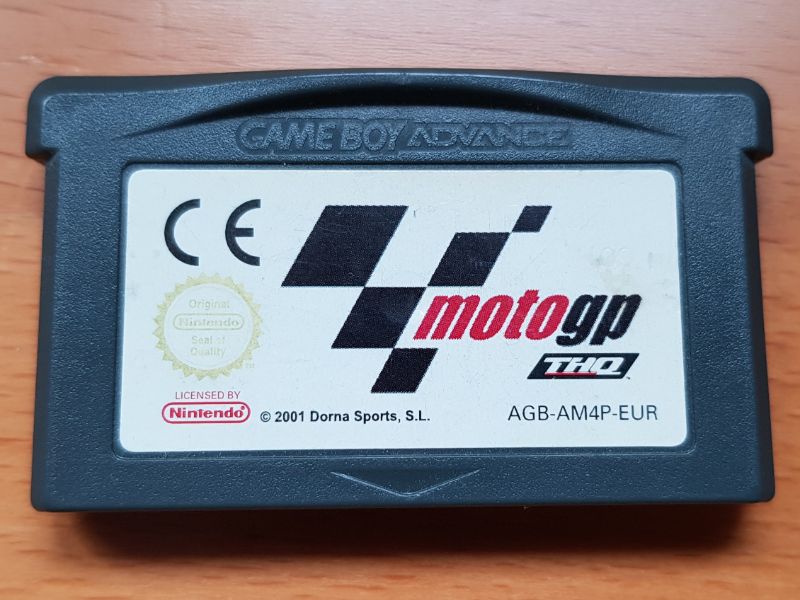 GAME BOY ADVANCE
CE
Original
Nintendo
Seal of
Quality
TM
motogp
THQ
LICENSED BY
Nintendo®
© 2001 Dorna Sports, S.L.
AGB-AM4P-EUR